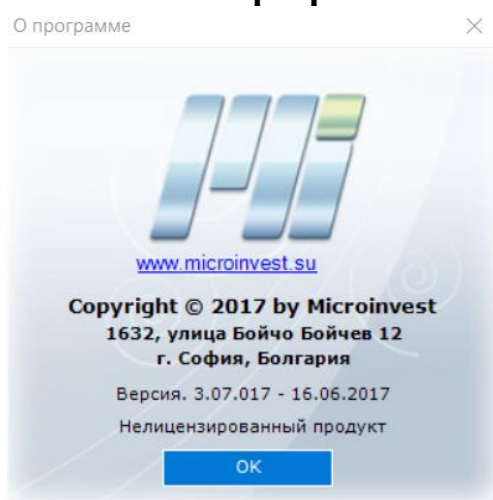 О программе
www.microinvest.su
Copyright © 2017 by Microinvest
1632, улица Бойчо Бойчев 12
г. София, Болгария
Версия. 3.07.017 - 16.06.2017
Нелицензированный продукт
OK